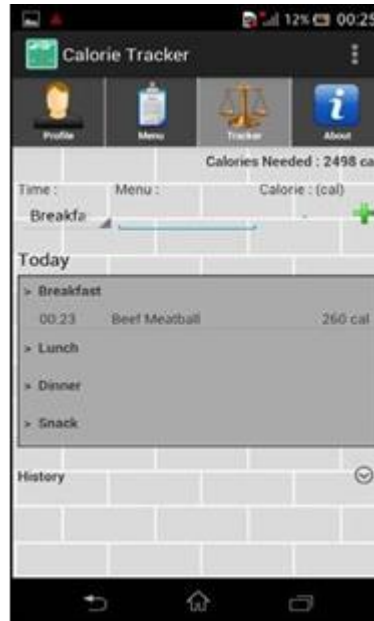 12% 00:25
Calorie Tracker
Profile Menu Tracker About
Calories Needed : 2498 ca
Time : Menu : Calorie : (cal)
Breakfa
Today
> Breakfast
00:23 Beef Meatball 260 cal
> Lunch
> Dinner
> Snack
History